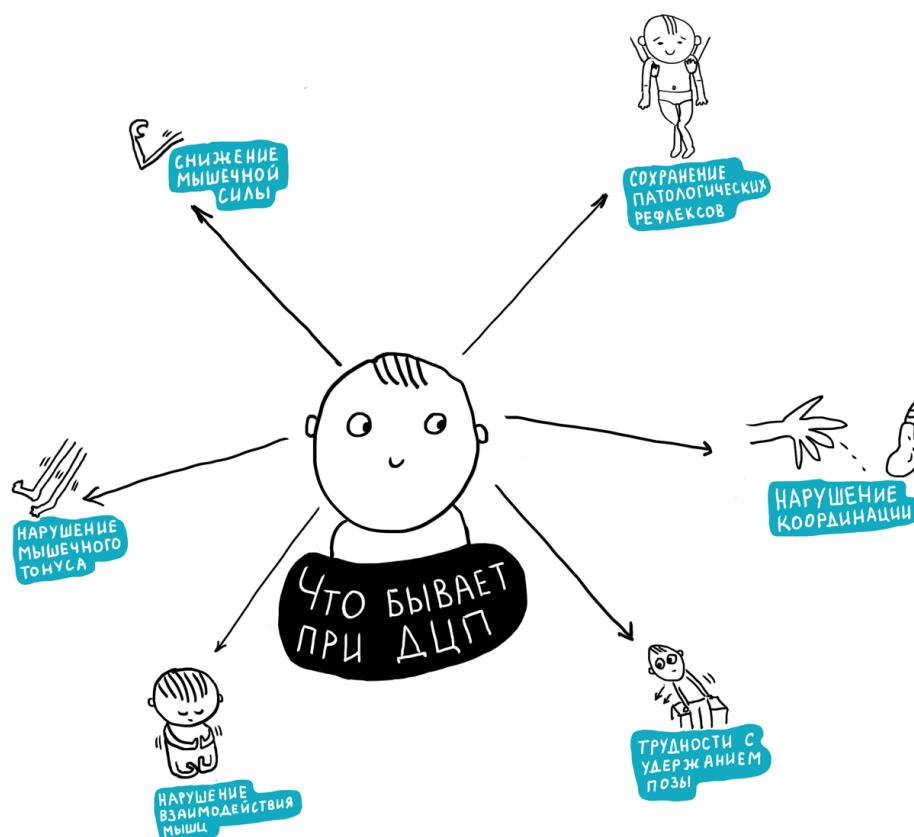 СНИЖЕНИЕ
МЫШЕЧНОЙ
СИЛЫ
СОХРАНЕНИЕ
ПАТОЛОГИЧЕСКИХ
РЕФЛЕКСОВ
НАРУШЕНИЕ
КООРДИНАЦИИ
НАРУШЕНИЕ
МЫШЕЧНОГО
ТОНУСА
ЧТО БЫВАЕТ
ПРИ ДЦП
ТРУДНОСТИ С
УДЕРЖАНИЕМ
ПОЗЫ
НАРУШЕНИЕ
ВЗАИМОДЕЙСТВИЯ
МЫШЦ